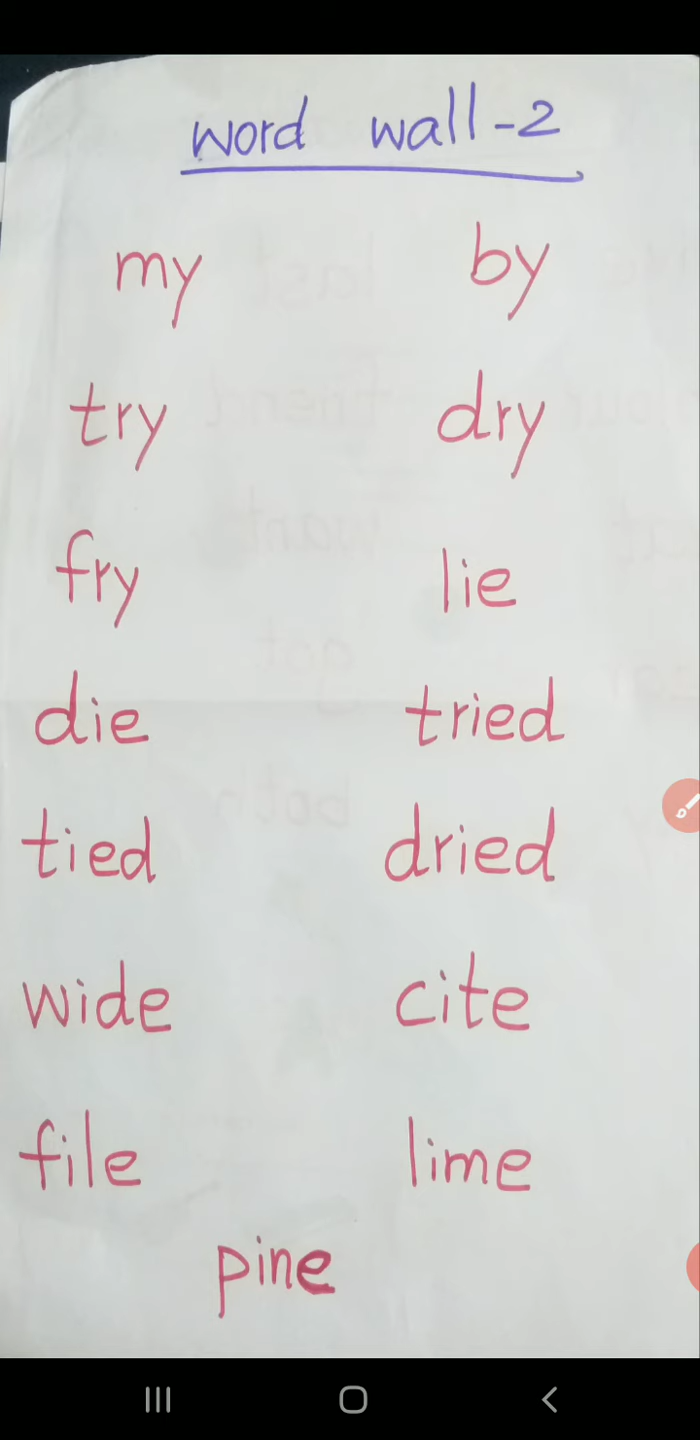 word wall-2
my by
try dry
fry lie
die tried
tied dried
wide cite
file lime
pine